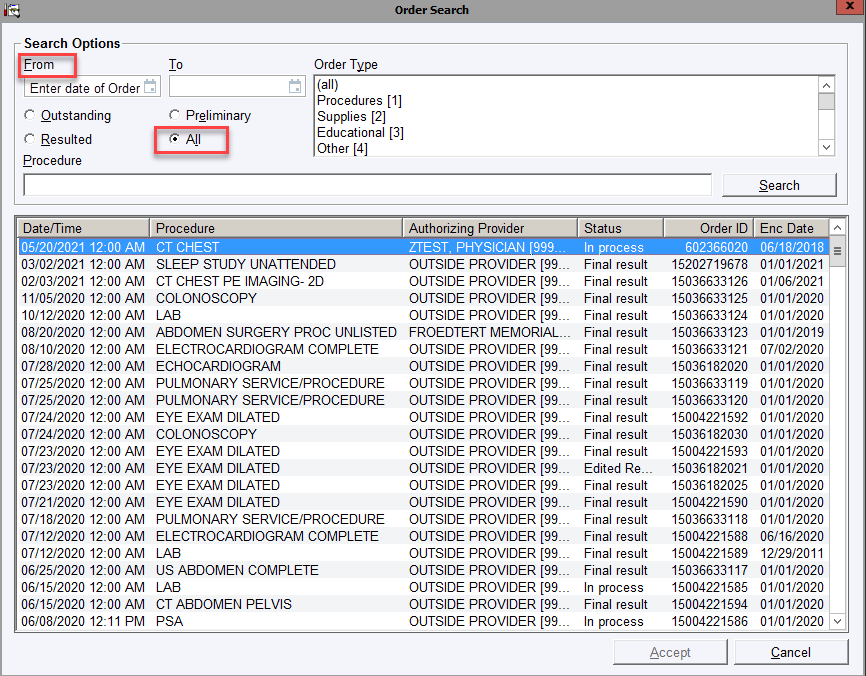 Order Search
X
Search Options
From To Order Type
Enter date of Order
(all)
Procedures [1]
Supplies [2]
Educational [3]
Other [4]
Outstanding Preliminary
Resulted All
Procedure
Search
Date/Time Procedure Authorizing Provider Status Order ID Enc Date
05/20/2021 12:00 AM CT CHEST ZTEST, PHYSICIAN [999... In process 602366020 06/18/2018
03/02/2021 12:00 AM SLEEP STUDY UNATTENDED OUTSIDE PROVIDER [99... Final result 15202719678 01/01/2021
02/03/2021 12:00 AM CT CHEST PE IMAGING- 2D OUTSIDE PROVIDER [99... Final result 15036633126 01/06/2021
11/05/2020 12:00 AM COLONOSCOPY OUTSIDE PROVIDER [99... Final result 15036633125 01/01/2020
10/12/2020 12:00 AM LAB OUTSIDE PROVIDER [99... Final result 15036633124 01/01/2020
08/20/2020 12:00 AM ABDOMEN SURGERY PROC UNLISTED FROEDTERT MEMORIAL... Final result 15036633123 01/01/2019
08/10/2020 12:00 AM ELECTROCARDIOGRAM COMPLETE OUTSIDE PROVIDER [99... Final result 15036633121 07/02/2020
07/28/2020 12:00 AM ECHOCARDIOGRAM OUTSIDE PROVIDER [99... Final result 15036182020 01/01/2020
07/25/2020 12:00 AM PULMONARY SERVICE/PROCEDURE OUTSIDE PROVIDER [99... Final result 15036633119 01/01/2020
07/25/2020 12:00 AM PULMONARY SERVICE/PROCEDURE OUTSIDE PROVIDER [99... Final result 15036633120 01/01/2020
07/24/2020 12:00 AM EYE EXAM DILATED OUTSIDE PROVIDER [99... Final result 15004221592 01/01/2020
07/24/2020 12:00 AM COLONOSCOPY OUTSIDE PROVIDER [99... Final result 15036182030 01/01/2020
07/23/2020 12:00 AM EYE EXAM DILATED OUTSIDE PROVIDER [99... Final result 15004221593 01/01/2020
07/23/2020 12:00 AM EYE EXAM DILATED OUTSIDE PROVIDER [99... Edited Re... 15036182021 01/01/2020
07/23/2020 12:00 AM EYE EXAM DILATED OUTSIDE PROVIDER [99... Final result 15036182025 01/01/2020
07/21/2020 12:00 AM EYE EXAM DILATED OUTSIDE PROVIDER [99... Final result 15004221590 01/01/2020
07/18/2020 12:00 AM PULMONARY SERVICE/PROCEDURE OUTSIDE PROVIDER [99... Final result 15036633118 01/01/2020
07/12/2020 12:00 AM ELECTROCARDIOGRAM COMPLETE OUTSIDE PROVIDER [99... Final result 15004221588 06/16/2020
07/12/2020 12:00 AM LAB OUTSIDE PROVIDER [99... Final result 15004221589 12/29/2011
06/25/2020 12:00 AM US ABDOMEN COMPLETE OUTSIDE PROVIDER [99... Final result 15036633117 01/01/2020
06/15/2020 12:00 AM LAB OUTSIDE PROVIDER [99... In process 15004221585 01/01/2020
06/15/2020 12:00 AM CT ABDOMEN PELVIS OUTSIDE PROVIDER [99... Final result 15004221594 01/01/2020
06/08/2020 12:11 PM PSA OUTSIDE PROVIDER [99... In process 15004221586 01/01/2020
Accept Cancel